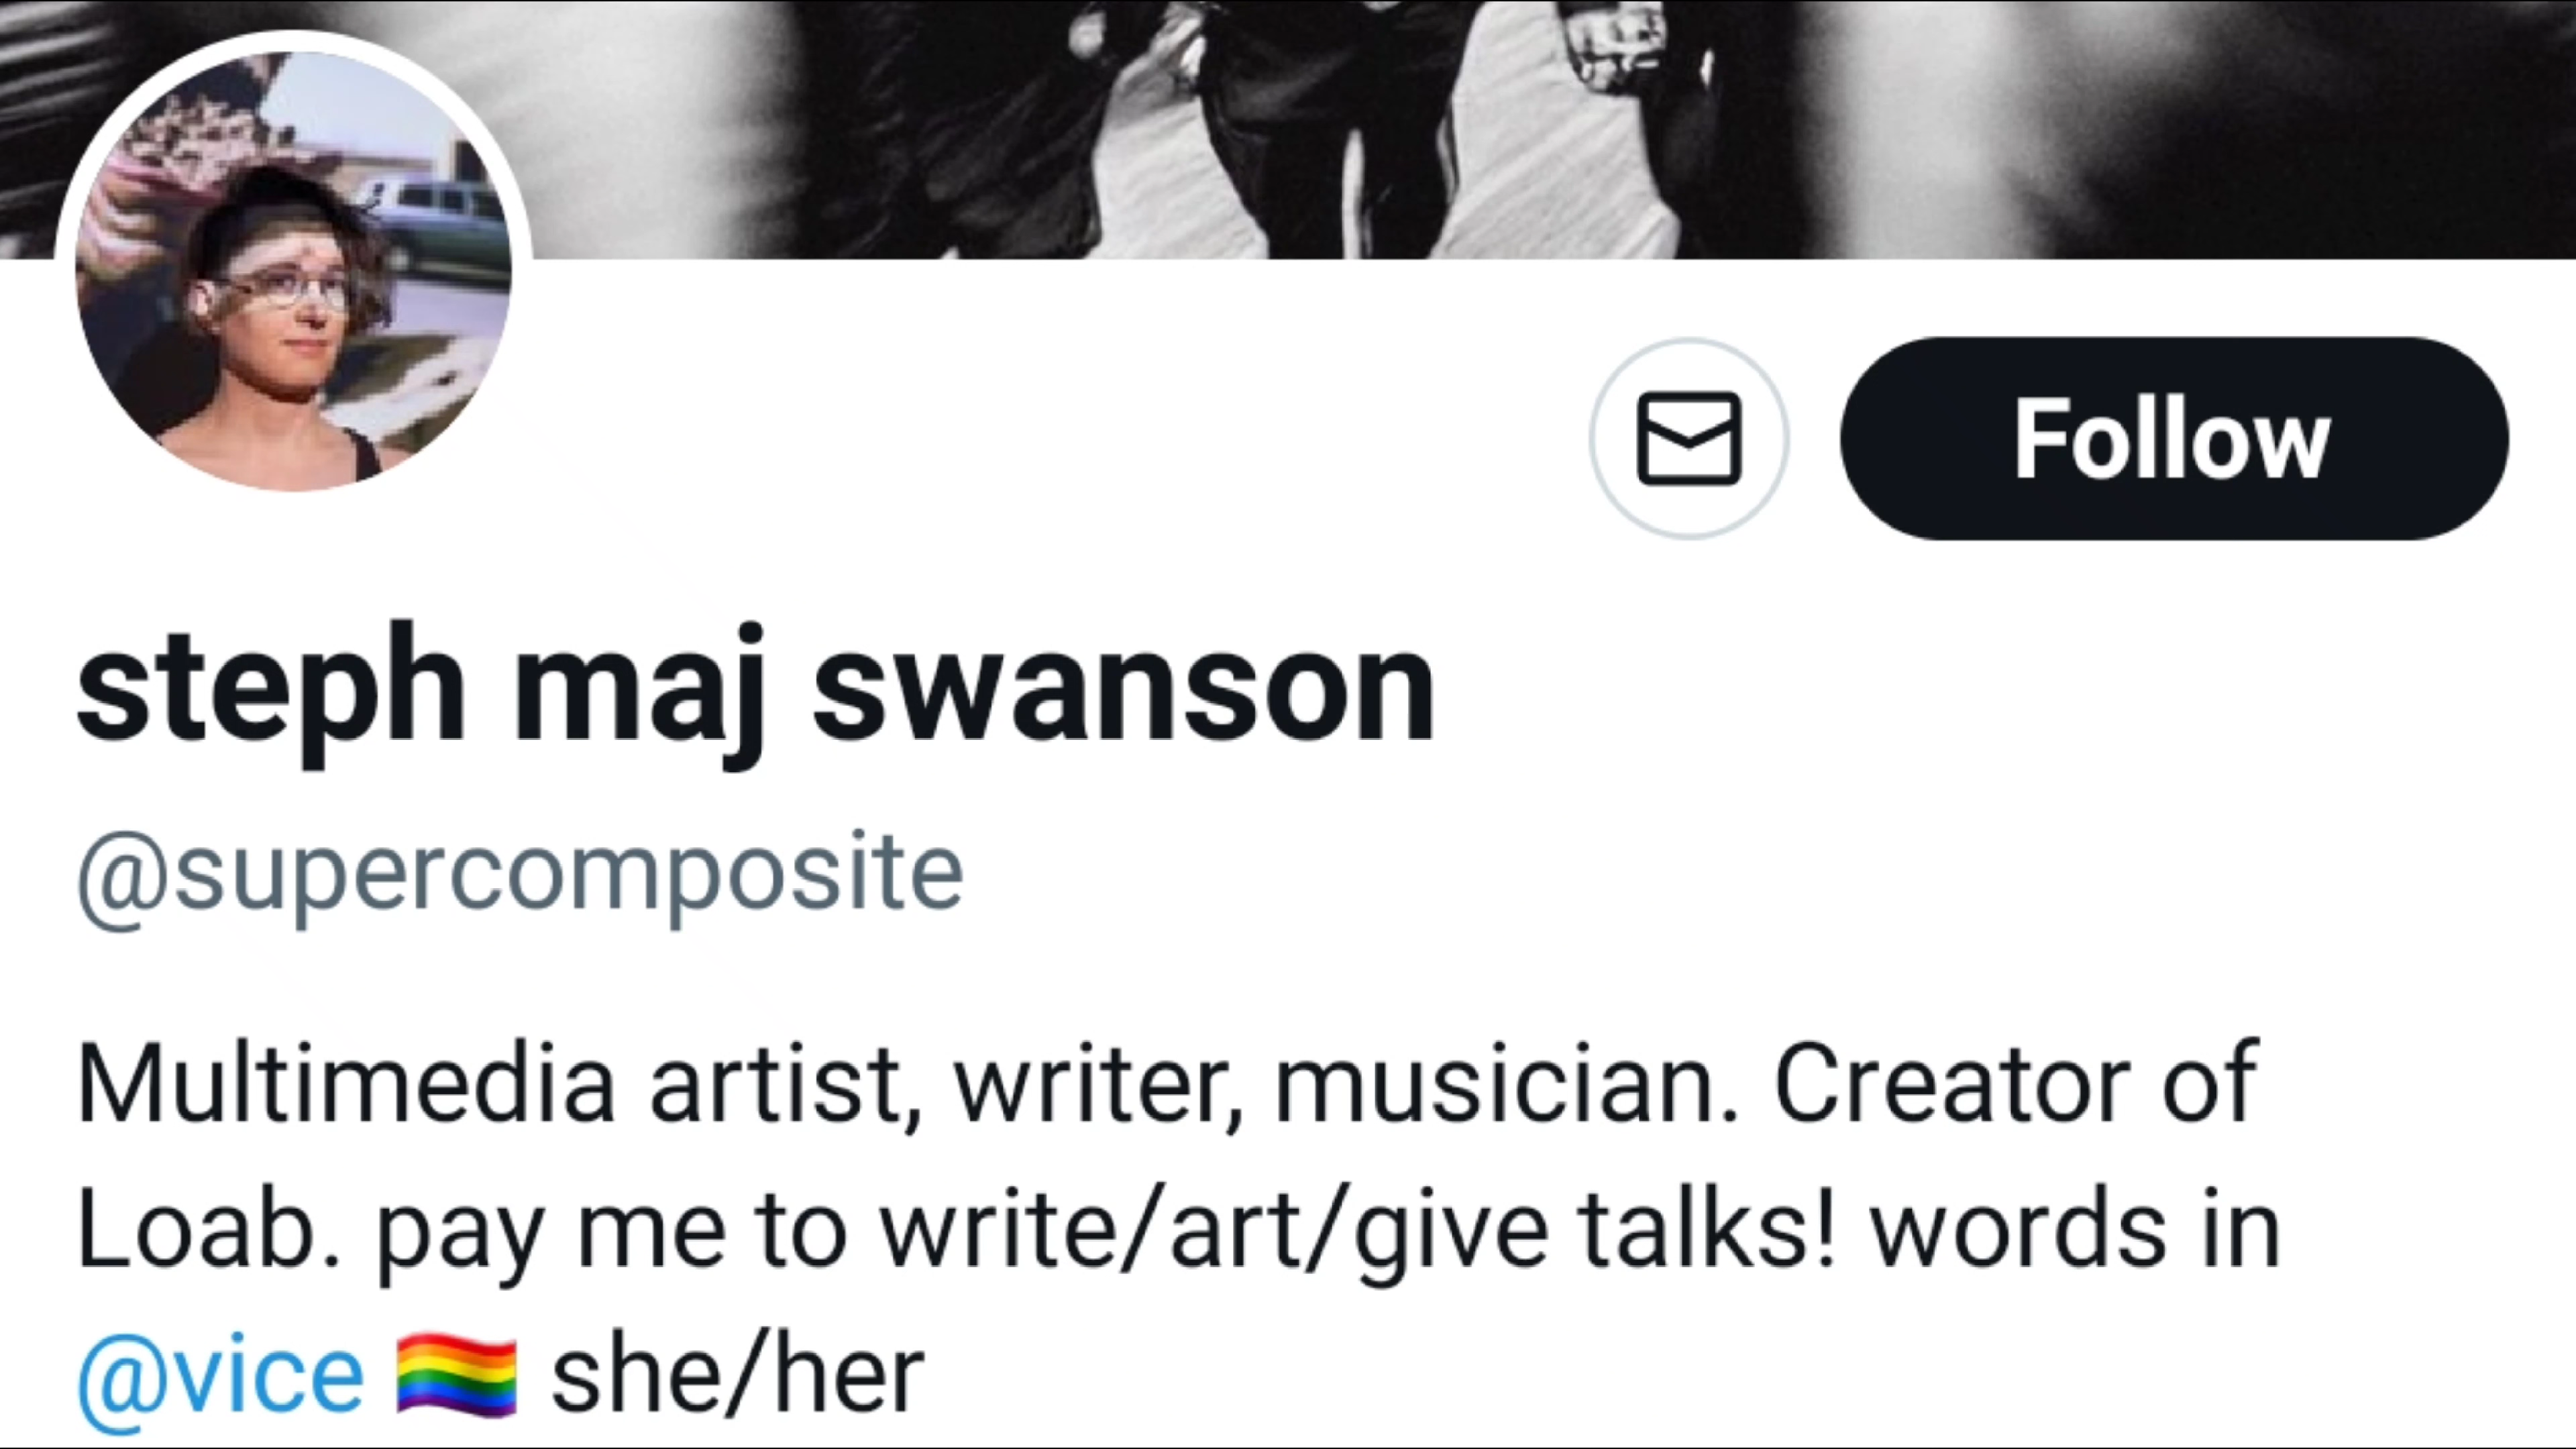 Follow
steph maj swanson
@supercomposite
Multimedia artist, writer, musician. Creator of
Loab. pay me to write/art/give talks! words in
@vice 🏳️‍🌈 she/her